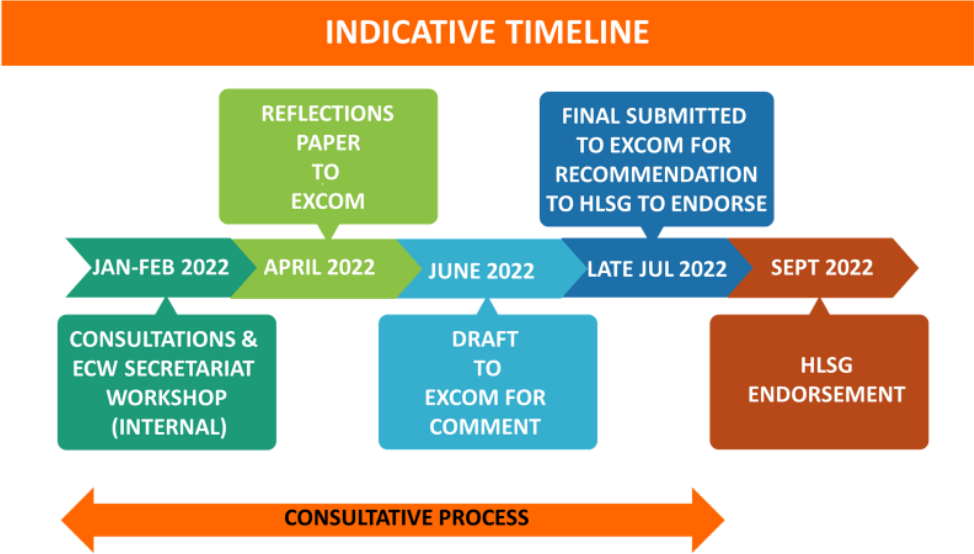 INDICATIVE TIMELINE
REFLECTIONS
PAPER
TO
EXCOM
FINAL SUBMITTED
TO EXCOM FOR
RECOMMENDATION
TO HLSG TO ENDORSE
JAN-FEB 2022
APRIL 2022
JUNE 2022
LATE JUL 2022
SEPT 2022
CONSULTATIONS &
ECW SECRETARIAT
WORKSHOP
(INTERNAL)
DRAFT
TO
EXCOM FOR
COMMENT
HLSG
ENDORSEMENT
CONSULTATIVE PROCESS